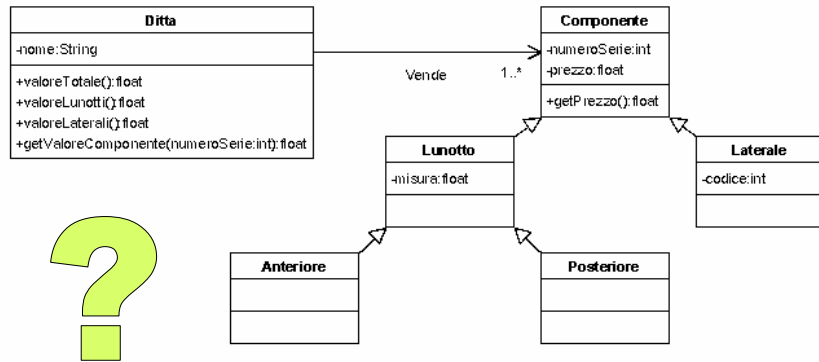 Ditta
-nome:String
+valoreTotale():float
+valoreLunotti():float
+valoreLaterali():float
+getValoreComponente(numeroSerie:int):float
Vende
1..*
Componente
-numeroSerie:int
-prezzo:float
+getPrezzo():float
Lunotto
-misura:float
Laterale
-codice:int
Anteriore
Posteriore
?